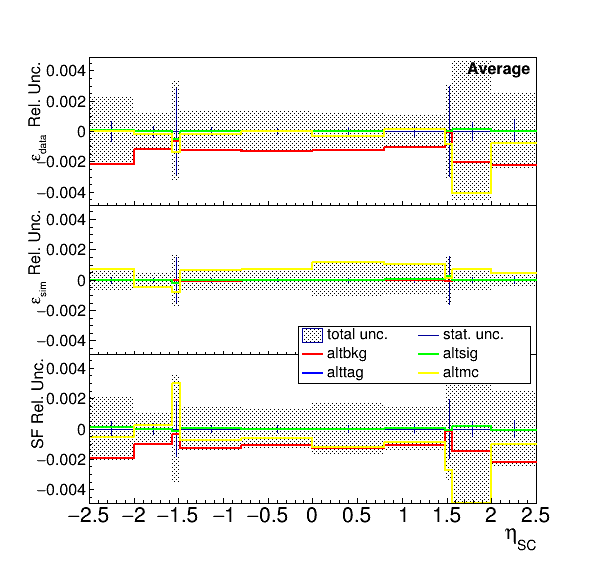 Average
ε_data Rel. Unc.
0.004
0.002
0
−0.002
−0.004
ε_sim Rel. Unc.
0.004
0.002
0
−0.002
−0.004
total unc.
stat. unc.
altbkg
altsig
alttag
altmc
SF Rel. Unc.
0.004
0.002
0
−0.002
−0.004
−2.5 −2 −1.5 −1 −0.5 0 0.5 1 1.5 2 2.5
η_SC